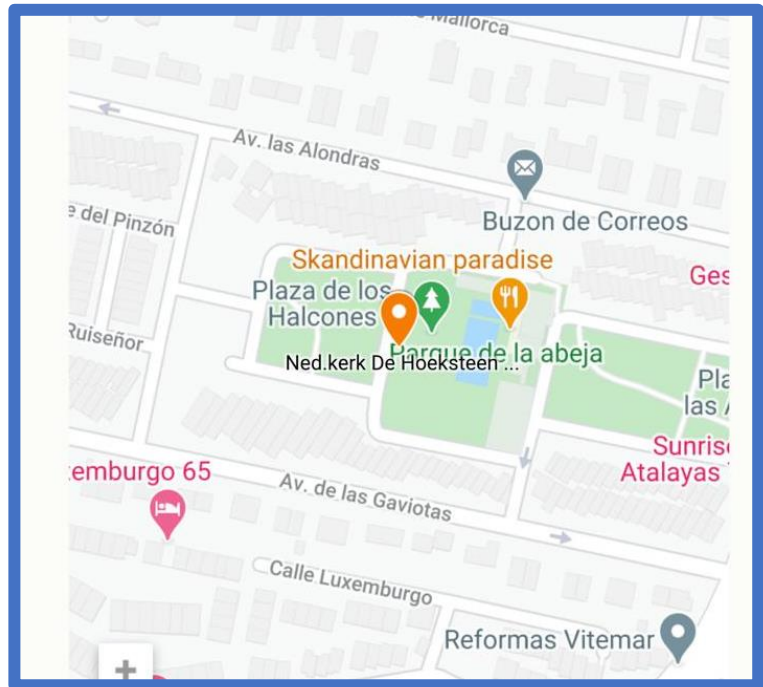 Mallorca
Av. las Alondras
del Pinzón
Buzon de Correos
Skandinavian paradise
Ges
Plaza de los
Halcones
Ruiseñor
Parque de la abeja
Ned.kerk De Hoeksteen ...
Pla
las
Sunris
Atalayas
emburgo 65
Av. de las Gaviotas
Calle Luxemburgo
Reformas Vitemar
+